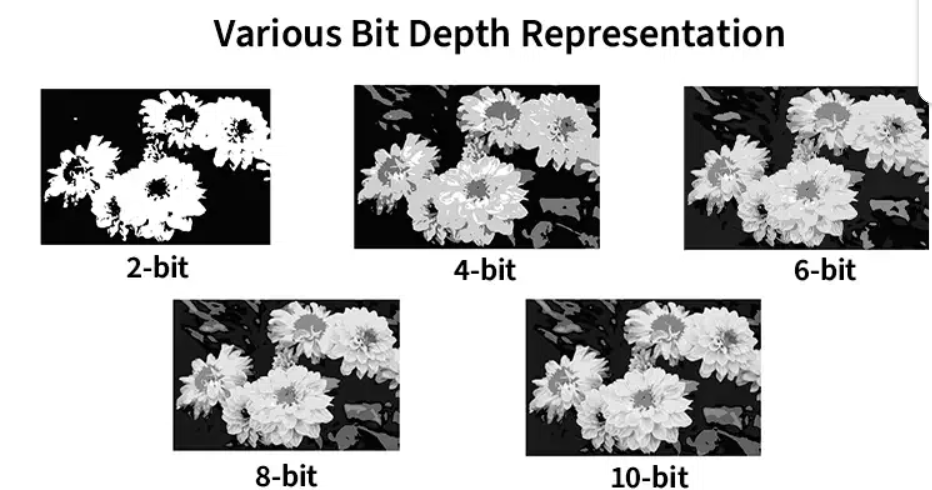 Various Bit Depth Representation
2-bit
4-bit
6-bit
8-bit
10-bit